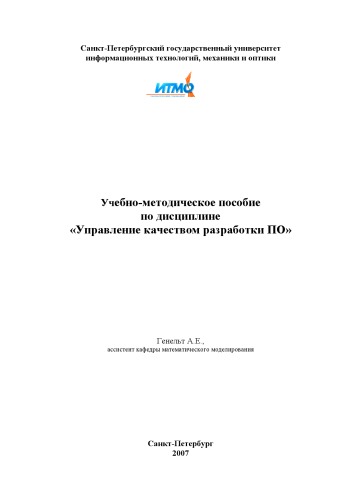 Санкт-Петербургский государственный университет
информационных технологий, механики и оптики
ИТМО
Учебно-методическое пособие
по дисциплине
«Управление качеством разработки ПО»
Генельт А.Е.,
ассистент кафедры математического моделирования
Санкт-Петербург
2007